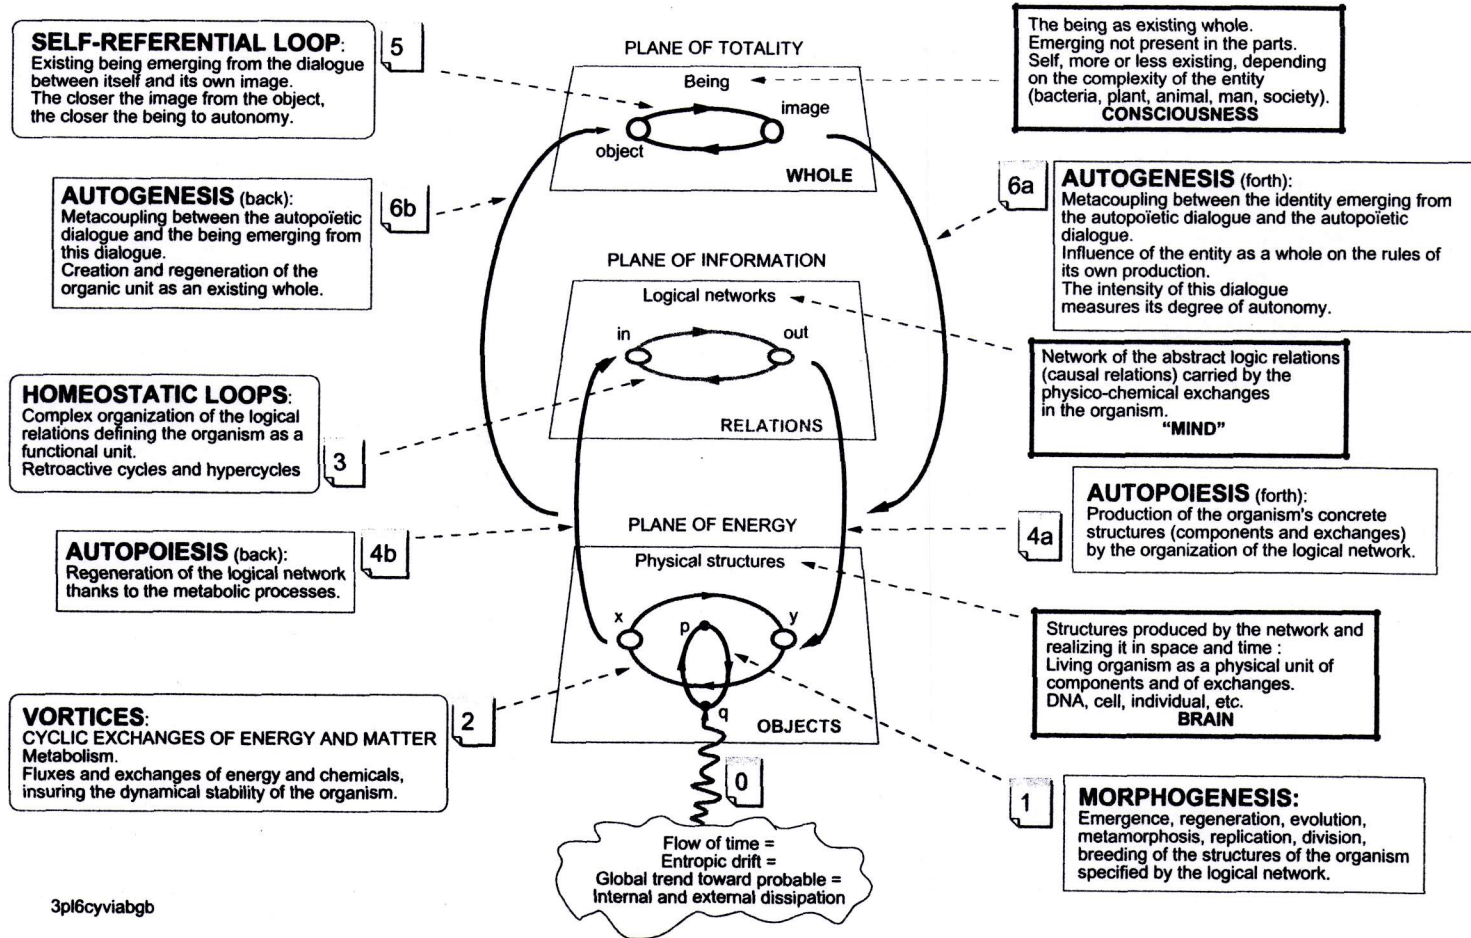 SELF-REFERENTIAL LOOP:
Existing being emerging from the dialogue
between itself and its own image.
The closer the image from the object,
the closer the being to autonomy.
5
PLANE OF TOTALITY
Being
image
object
WHOLE
The being as existing whole.
Emerging not present in the parts.
Self, more or less existing, depending
on the complexity of the entity
(bacteria, plant, animal, man, society).
CONSCIOUSNESS
AUTOGENESIS (back):
Metacoupling between the autopoïetic
dialogue and the being emerging from
this dialogue.
Creation and regeneration of the
organic unit as an existing whole.
6b
6a
AUTOGENESIS (forth):
Metacoupling between the identity emerging from
the autopoïetic dialogue and the autopoïetic
dialogue.
Influence of the entity as a whole on the rules of
its own production.
The intensity of this dialogue
measures its degree of autonomy.
PLANE OF INFORMATION
Logical networks
in
out
RELATIONS
Network of the abstract logic relations
(causal relations) carried by the
physico-chemical exchanges
in the organism.
“MIND”
HOMEOSTATIC LOOPS:
Complex organization of the logical
relations defining the organism as a
functional unit.
Retroactive cycles and hypercycles
3
AUTOPOIESIS (back):
Regeneration of the logical network
thanks to the metabolic processes.
4b
4a
AUTOPOIESIS (forth):
Production of the organism's concrete
structures (components and exchanges)
by the organization of the logical network.
PLANE OF ENERGY
Physical structures
x
y
p
q
OBJECTS
Structures produced by the network and
realizing it in space and time :
Living organism as a physical unit of
components and of exchanges.
DNA, cell, individual, etc.
BRAIN
VORTICES:
CYCLIC EXCHANGES OF ENERGY AND MATTER
Metabolism.
Fluxes and exchanges of energy and chemicals,
insuring the dynamical stability of the organism.
2
0
1
MORPHOGENESIS:
Emergence, regeneration, evolution,
metamorphosis, replication, division,
breeding of the structures of the organism
specified by the logical network.
Flow of time =
Entropic drift =
Global trend toward probable =
Internal and external dissipation
3pl6cyviabgb